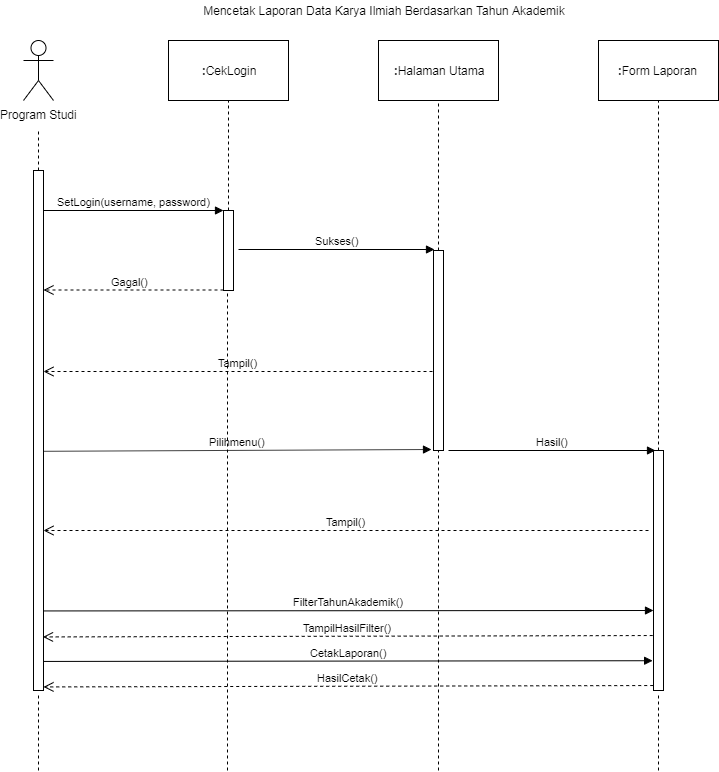 Mencetak Laporan Data Karya Ilmiah Berdasarkan Tahun Akademik
:CekLogin
:Halaman Utama
:Form Laporan
Program Studi
SetLogin(username, password)
Sukses()
Gagal()
Tampil()
Pilihmenu()
Hasil()
Tampil()
FilterTahunAkademik()
TampilHasilFilter()
CetakLaporan()
HasilCetak()